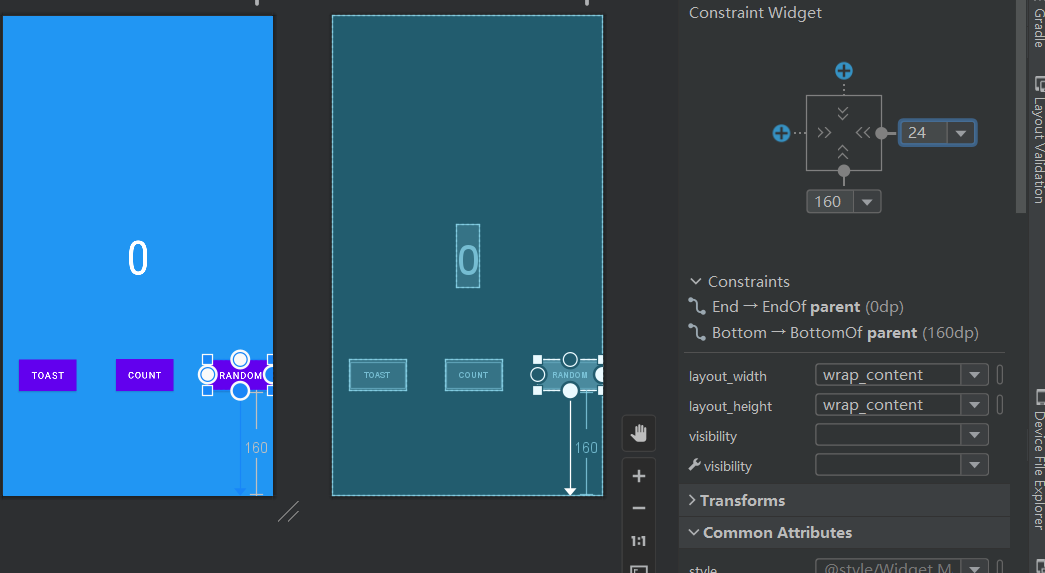 Constraint Widget
24
160
0
0
TOAST
COUNT
RANDOM
TOAST
COUNT
RANDOM
160
160
1:1
Constraints
End → EndOf parent (0dp)
Bottom → BottomOf parent (160dp)
layout_width
wrap_content
layout_height
wrap_content
visibility
visibility
Transforms
Common Attributes
style
@style/Widget.M
Gradle
Layout Validation
Device File Explorer